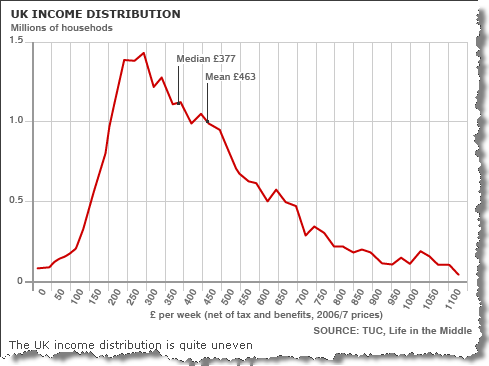 UK INCOME DISTRIBUTION
Millions of househods
1.5
Median £377
Mean £463
1.0
0.5
0
0 50 100 150 200 250 300 350 400 450 500 550 600 650 700 750 800 850 900 950 1000 1050 1100
£ per week (net of tax and benefits, 2006/7 prices)
SOURCE: TUC, Life in the Middle
The UK income distribution is quite uneven